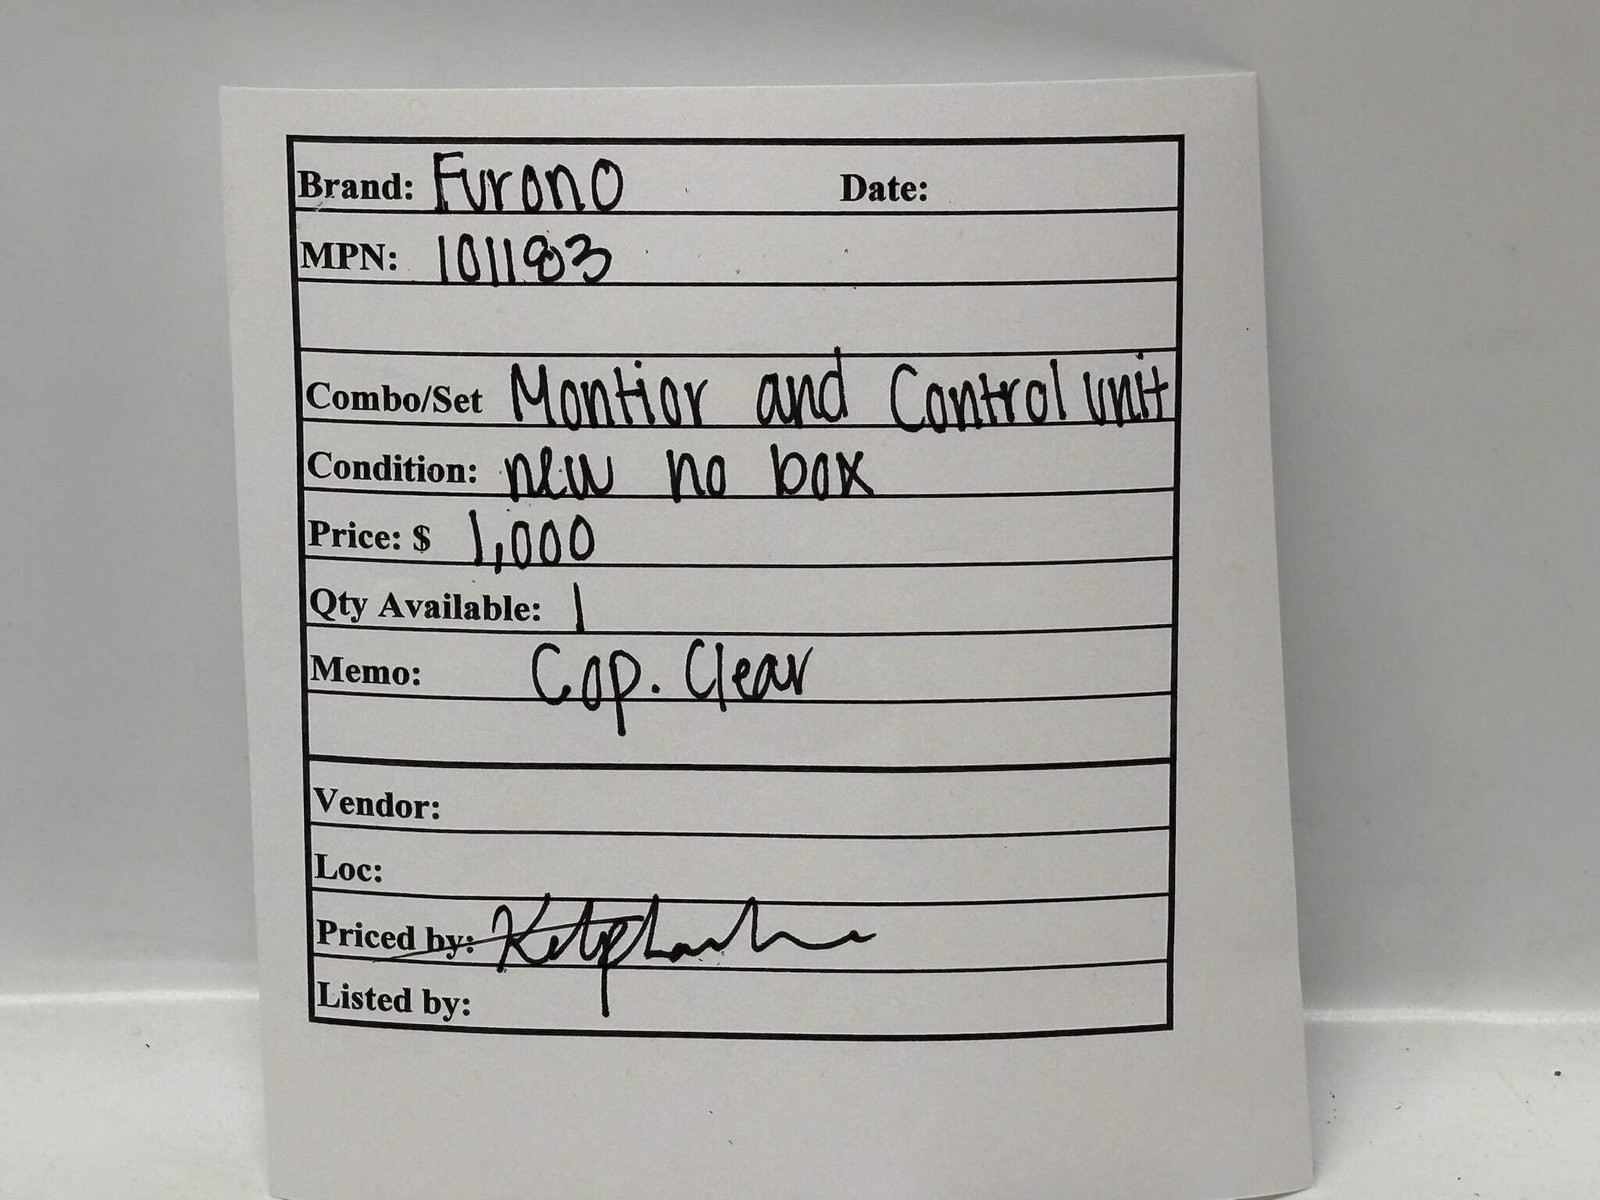 Brand: Furono Date:
MPN: 101183
Combo/Set Montior and Control unit
Condition: new no box
Price: $ 1,000
Qty Available: 1
Memo: Cop. Clear
Vendor:
Loc:
Priced by:
Listed by: